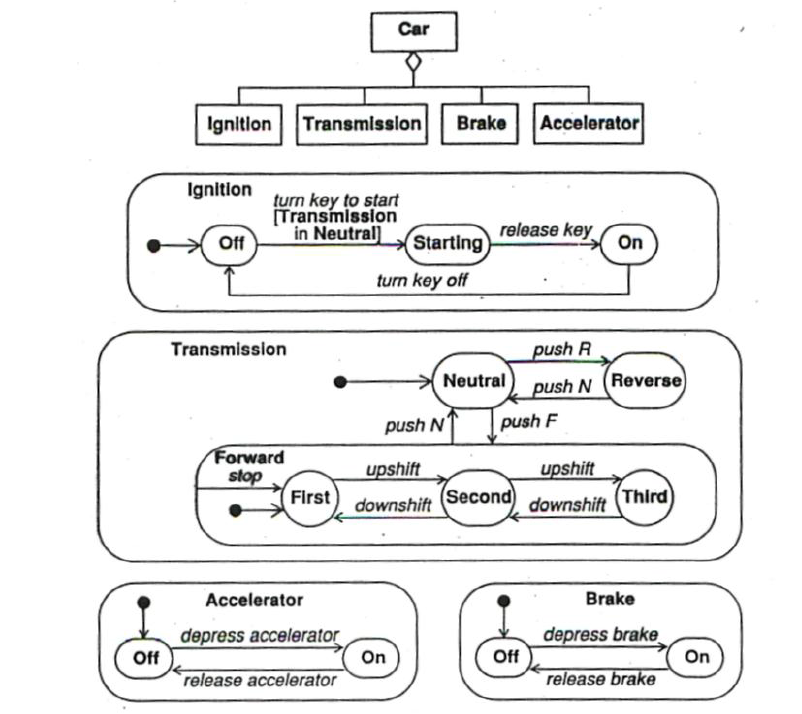 Car
Ignition Transmission Brake Accelerator
Ignition
turn key to start
[Transmission
in Neutral]
Off
Starting
release key
On
turn key off
Transmission
push R
Neutral
Reverse
push N
push N
push F
Forward
stop
upshift
upshift
First
Second
Third
downshift
downshift
Accelerator
depress accelerator
Off
On
release accelerator
Brake
depress brake
Off
On
release brake